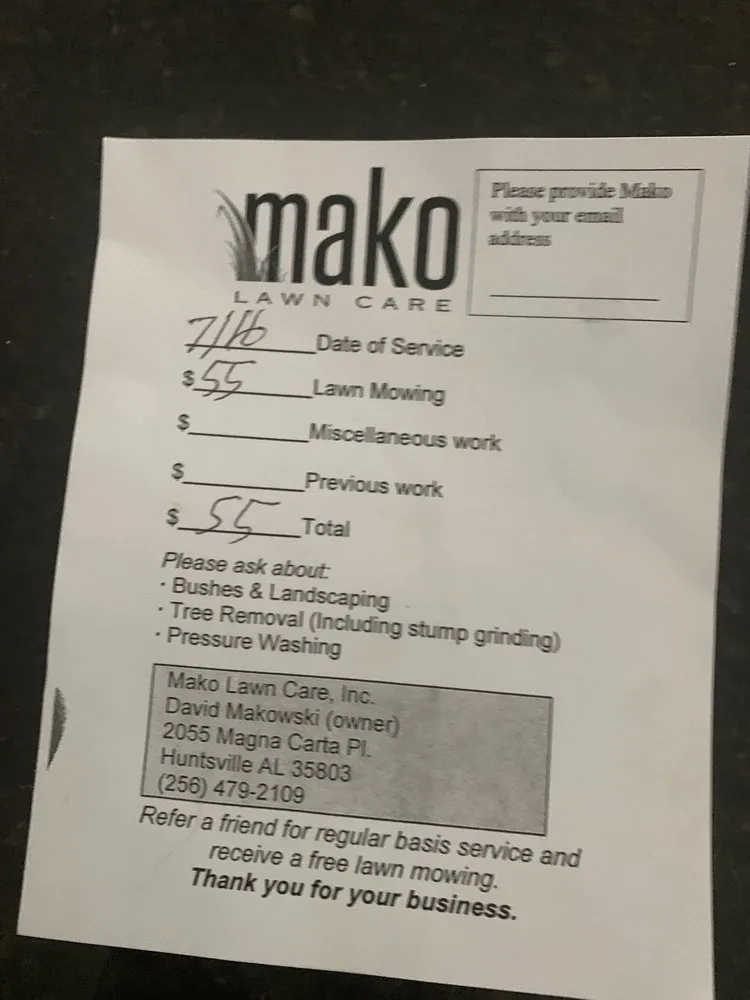 mako
LAWN CARE
Please provide Mako
with your email
address
7/16 Date of Service
$ 55 Lawn Mowing
$ Miscellaneous work
$ Previous work
$ 55 Total
Please ask about:
· Bushes & Landscaping
· Tree Removal (Including stump grinding)
· Pressure Washing
Mako Lawn Care, Inc.
David Makowski (owner)
2055 Magna Carta Pl.
Huntsville AL 35803
(256) 479-2109
Refer a friend for regular basis service and
receive a free lawn mowing.
Thank you for your business.